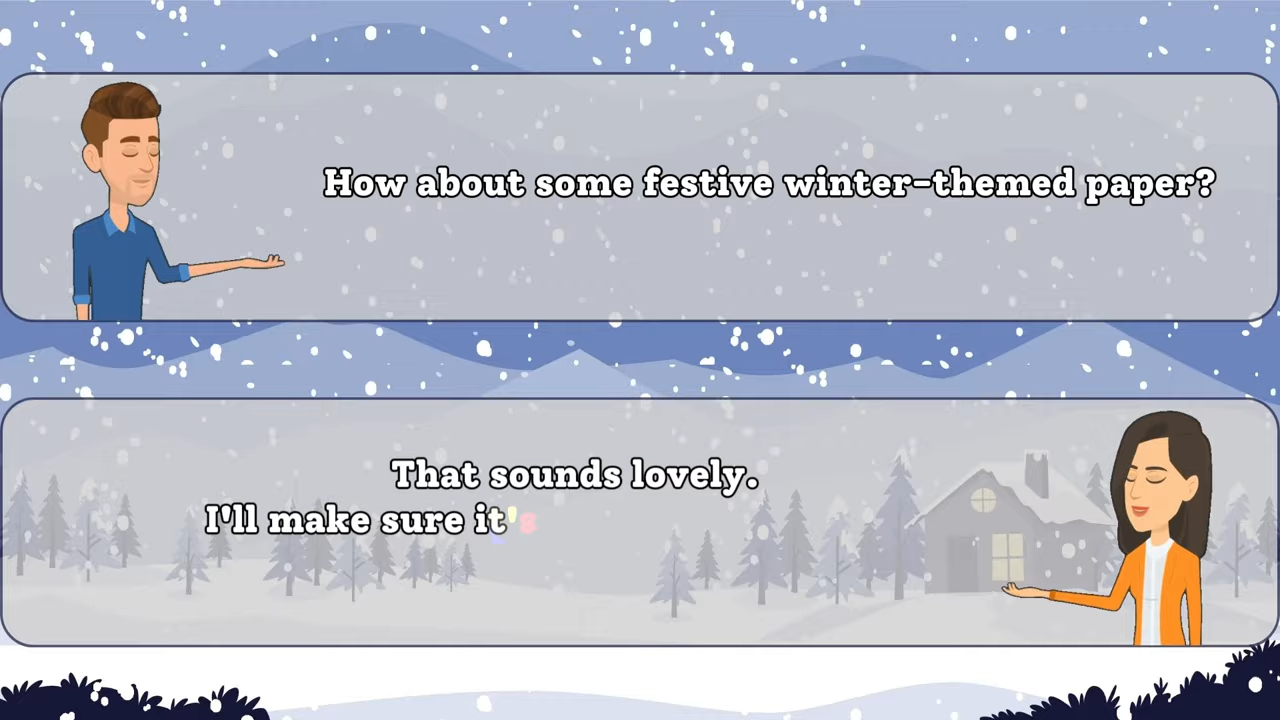 How about some festive winter-themed paper?
That sounds lovely.
I'll make sure it's